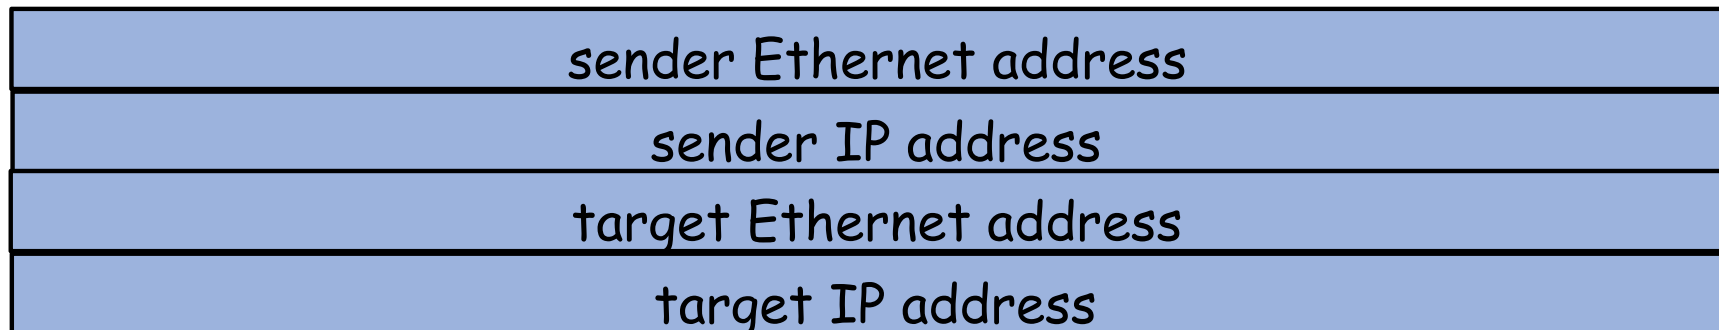 sender Ethernet address
sender IP address
target Ethernet address
target IP address